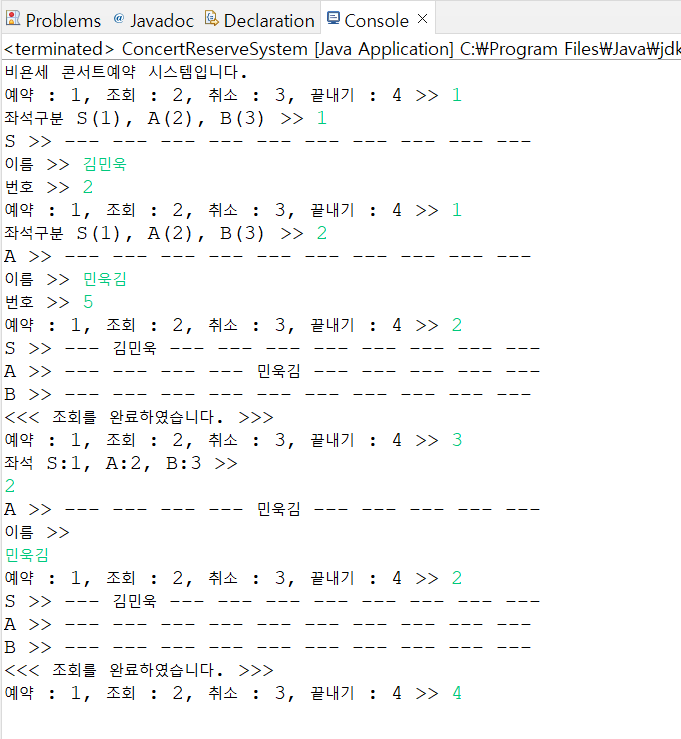 Problems @ Javadoc Declaration Console ×
<terminated> ConcertReserveSystem [Java Application] C:₩Program Files₩Java₩jdk
비욘세 콘서트예약 시스템입니다.
예약 : 1, 조회 : 2, 취소 : 3, 끝내기 : 4 >> 1
좌석구분 S(1), A(2), B(3) >> 1
S >> --- --- --- --- --- --- --- --- --- ---
이름 >> 김민욱
번호 >> 2
예약 : 1, 조회 : 2, 취소 : 3, 끝내기 : 4 >> 1
좌석구분 S(1), A(2), B(3) >> 2
A >> --- --- --- --- --- --- --- --- --- ---
이름 >> 민욱김
번호 >> 5
예약 : 1, 조회 : 2, 취소 : 3, 끝내기 : 4 >> 2
S >> --- 김민욱 --- --- --- --- --- --- --- ---
A >> --- --- --- --- 민욱김 --- --- --- --- ---
B >> --- --- --- --- --- --- --- --- --- ---
<<< 조회를 완료하였습니다. >>>
예약 : 1, 조회 : 2, 취소 : 3, 끝내기 : 4 >> 3
좌석 S:1, A:2, B:3 >>
2
A >> --- --- --- --- 민욱김 --- --- --- --- ---
이름 >>
민욱김
예약 : 1, 조회 : 2, 취소 : 3, 끝내기 : 4 >> 2
S >> --- 김민욱 --- --- --- --- --- --- --- ---
A >> --- --- --- --- --- --- --- --- --- ---
B >> --- --- --- --- --- --- --- --- --- ---
<<< 조회를 완료하였습니다. >>>
예약 : 1, 조회 : 2, 취소 : 3, 끝내기 : 4 >> 4